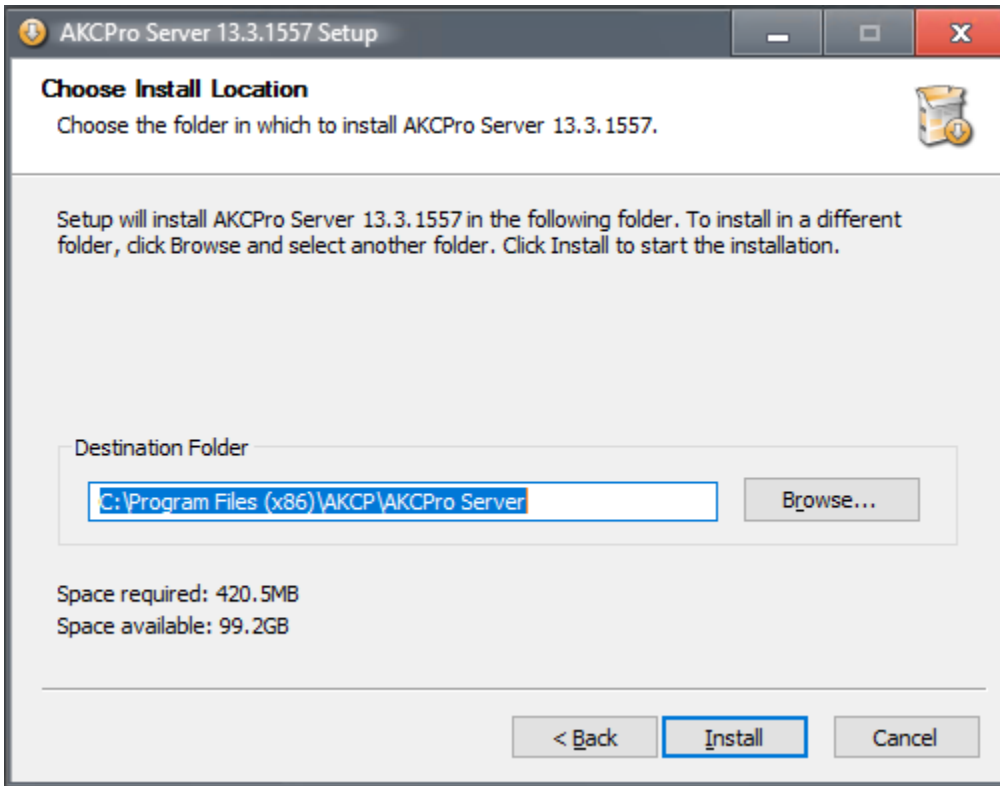 AKCPro Server 13.3.1557 Setup
Choose Install Location
Choose the folder in which to install AKCPro Server 13.3.1557.
Setup will install AKCPro Server 13.3.1557 in the following folder. To install in a different
folder, click Browse and select another folder. Click Install to start the installation.
Destination Folder
C:\Program Files (x86)\AKCP\AKCPro Server
Browse...
Space required: 420.5MB
Space available: 99.2GB
< Back
Install
Cancel